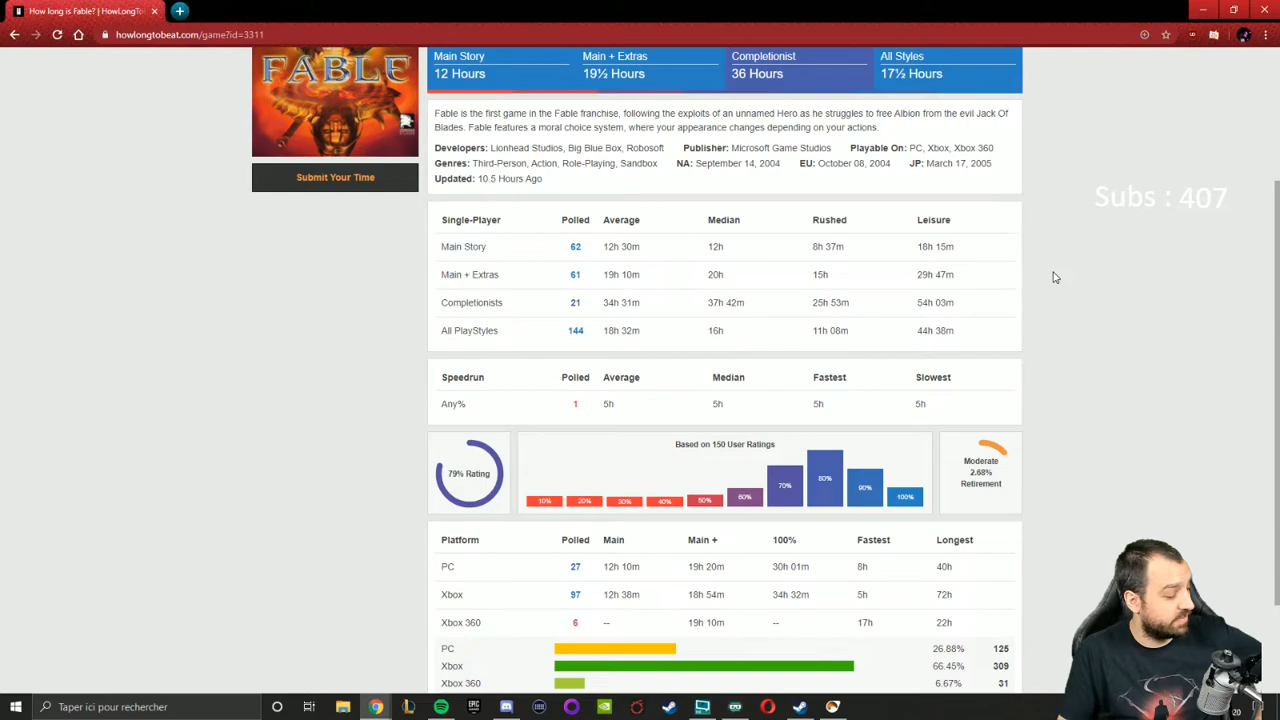 How long is Fable? | HowLongTo
howlongtobeat.com/game?id=3311
FABLE
Submit Your Time
Main Story
12 Hours
Main + Extras
19½ Hours
Completionist
36 Hours
All Styles
17½ Hours
Fable is the first game in the Fable franchise, following the exploits of an unnamed Hero as he struggles to free Albion from the evil Jack Of
Blades. Fable features a moral choice system, where your appearance changes depending on your actions.
Developers: Lionhead Studios, Big Blue Box, Robosoft Publisher: Microsoft Game Studios Playable On: PC, Xbox, Xbox 360
Genres: Third-Person, Action, Role-Playing, Sandbox NA: September 14, 2004 EU: October 08, 2004 JP: March 17, 2005
Updated: 10.5 Hours Ago
Subs : 407
Single-Player Polled Average Median Rushed Leisure
Main Story 62 12h 30m 12h 8h 37m 18h 15m
Main + Extras 61 19h 10m 20h 15h 29h 47m
Completionists 21 34h 31m 37h 42m 25h 53m 54h 03m
All PlayStyles 144 18h 32m 16h 11h 08m 44h 38m
Speedrun Polled Average Median Fastest Slowest
Any% 1 5h 5h 5h 5h
79% Rating
Based on 150 User Ratings
10% 20% 30% 40% 50% 60% 70% 80% 90% 100%
Moderate
2.68%
Retirement
Platform Polled Main Main + 100% Fastest Longest
PC 27 12h 10m 19h 20m 30h 01m 8h 40h
Xbox 97 12h 38m 18h 54m 34h 32m 5h 72h
Xbox 360 6 -- 19h 10m -- 17h 22h
PC 26.88% 125
Xbox 66.45% 309
Xbox 360 6.67% 31
Taper ici pour rechercher